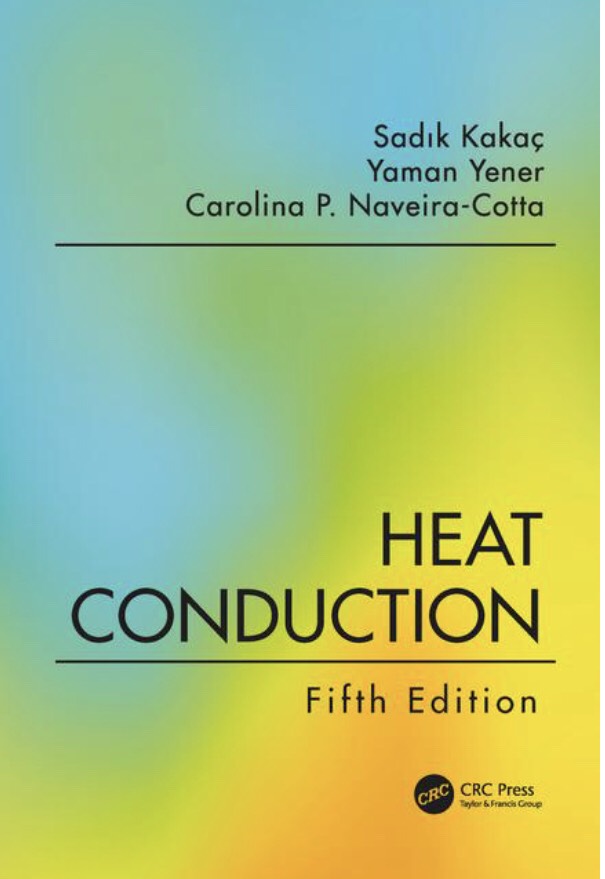 Sadık Kakaç
Yaman Yener
Carolina P. Naveira-Cotta
HEAT
CONDUCTION
Fifth Edition
CRC
CRC Press
Taylor & Francis Group